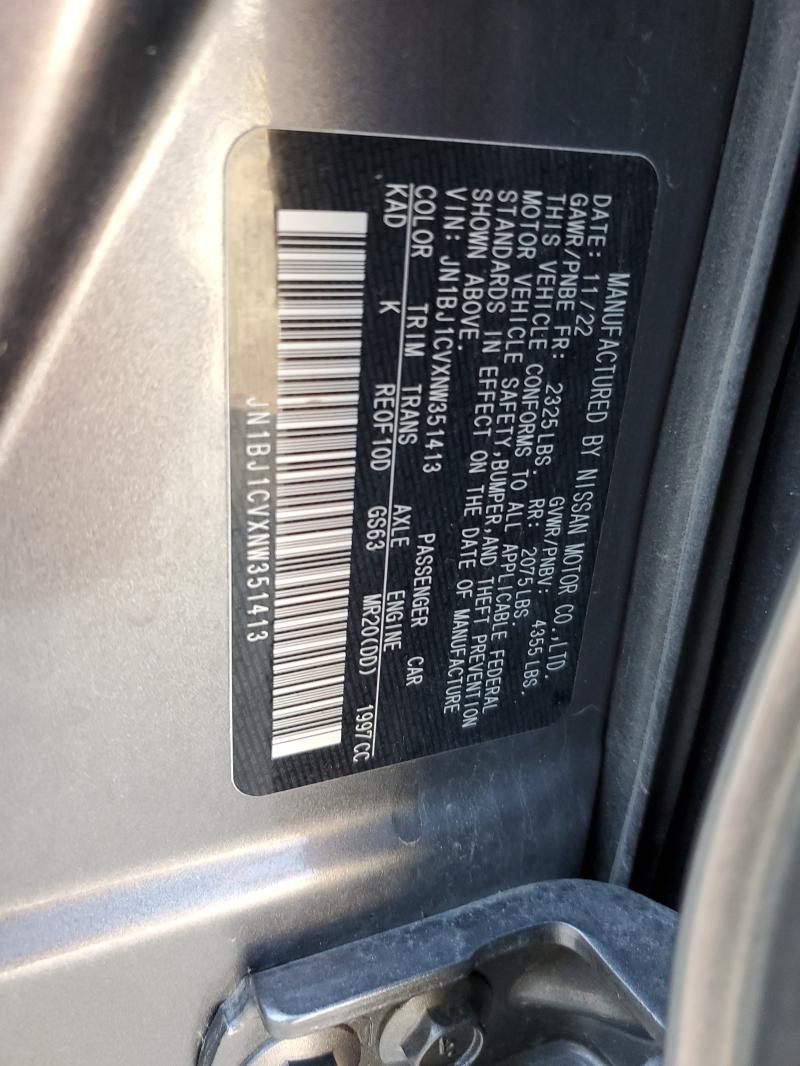 MANUFACTURED BY NISSAN MOTOR CO.,LTD.
DATE: 11/22 GVWR/PNBV: 4355 LBS.
GAWR/PNBE FR: 2325 LBS. RR: 2075 LBS.
THIS VEHICLE CONFORMS TO ALL APPLICABLE FEDERAL
MOTOR VEHICLE SAFETY,BUMPER,AND THEFT PREVENTION
STANDARDS IN EFFECT ON THE DATE OF MANUFACTURE
SHOWN ABOVE.
VIN: JN1BJ1CVXNW351413 PASSENGER CAR
COLOR TRIM TRANS AXLE ENGINE
KAD K RE0F10D GS63 MR20(DD) 1997CC
JN1BJ1CVXNW351413